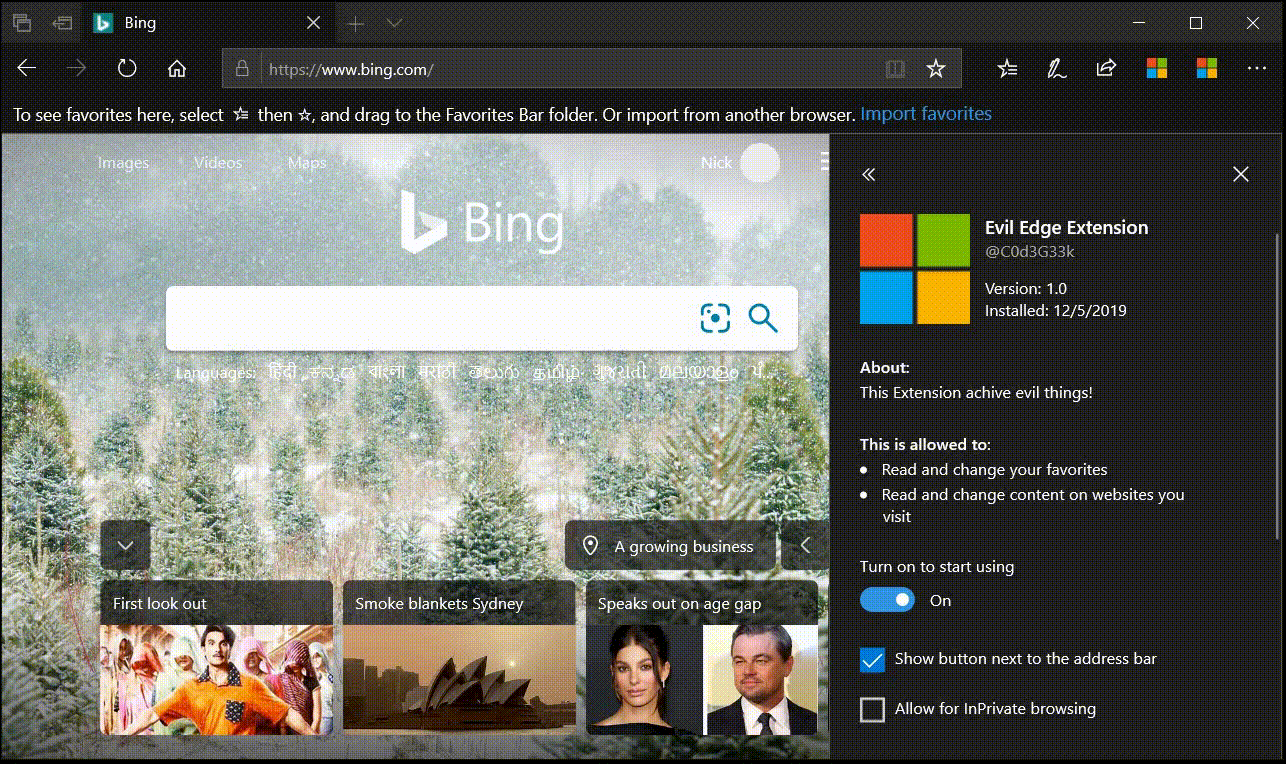 Bing
https://www.bing.com/
To see favorites here, select then , and drag to the Favorites Bar folder. Or import from another browser. Import favorites
Images Videos Maps News Nick
Bing
Languages: हिंदी ಕನ್ನಡ বাংলা मराठी తెలుగు தமிழ் ગુજરાતી മലയാളം
A growing business
First look out
Smoke blankets Sydney
Speaks out on age gap
Evil Edge Extension
@C0d3G33k
Version: 1.0
Installed: 12/5/2019
About:
This Extension achive evil things!
This is allowed to:
Read and change your favorites
Read and change content on websites you
visit
Turn on to start using
On
Show button next to the address bar
Allow for InPrivate browsing